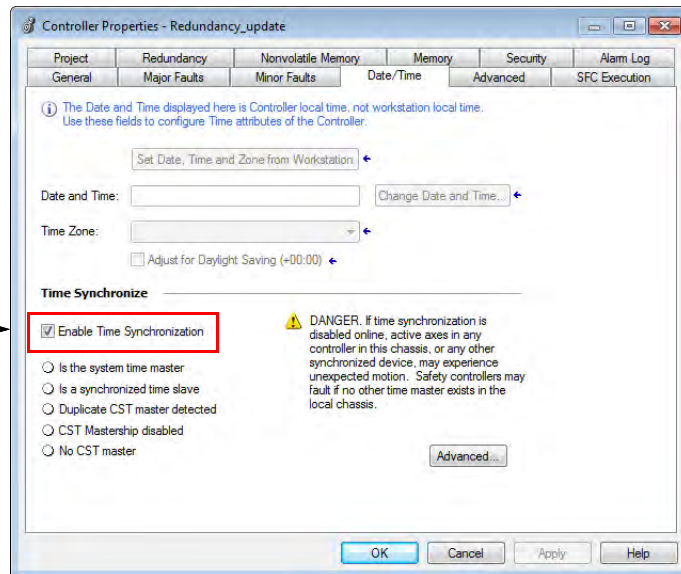 Controller Properties - Redundancy_update
Project Redundancy Nonvolatile Memory Memory Security Alarm Log
General Major Faults Minor Faults Date/Time Advanced SFC Execution
The Date and Time displayed here is Controller local time, not workstation local time.
Use these fields to configure Time attributes of the Controller.
Set Date, Time and Zone from Workstation
Date and Time: Change Date and Time...
Time Zone:
Adjust for Daylight Saving (+00:00)
Time Synchronize
Enable Time Synchronization
DANGER. If time synchronization is
disabled online, active axes in any
controller in this chassis, or any other
synchronized device, may experience
unexpected motion. Safety controllers may
fault if no other time master exists in the
local chassis.
Is the system time master
Is a synchronized time slave
Duplicate CST master detected
CST Mastership disabled
No CST master
Advanced...
OK Cancel Apply Help